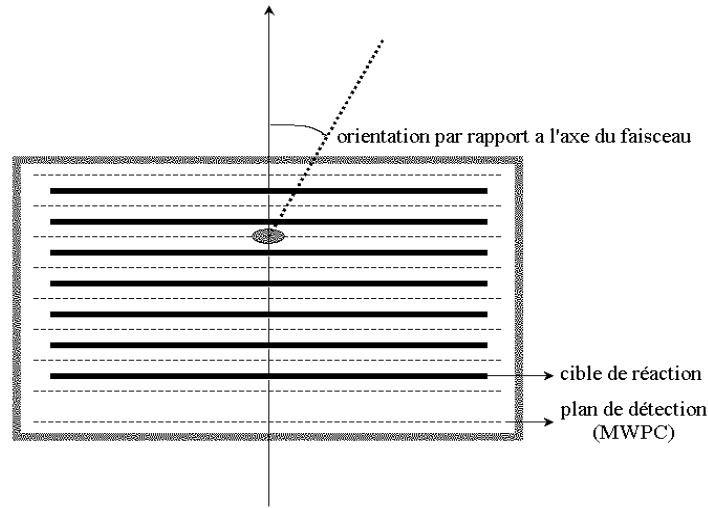 orientation par rapport a l'axe du faisceau
cible de réaction
plan de détection
(MWPC)